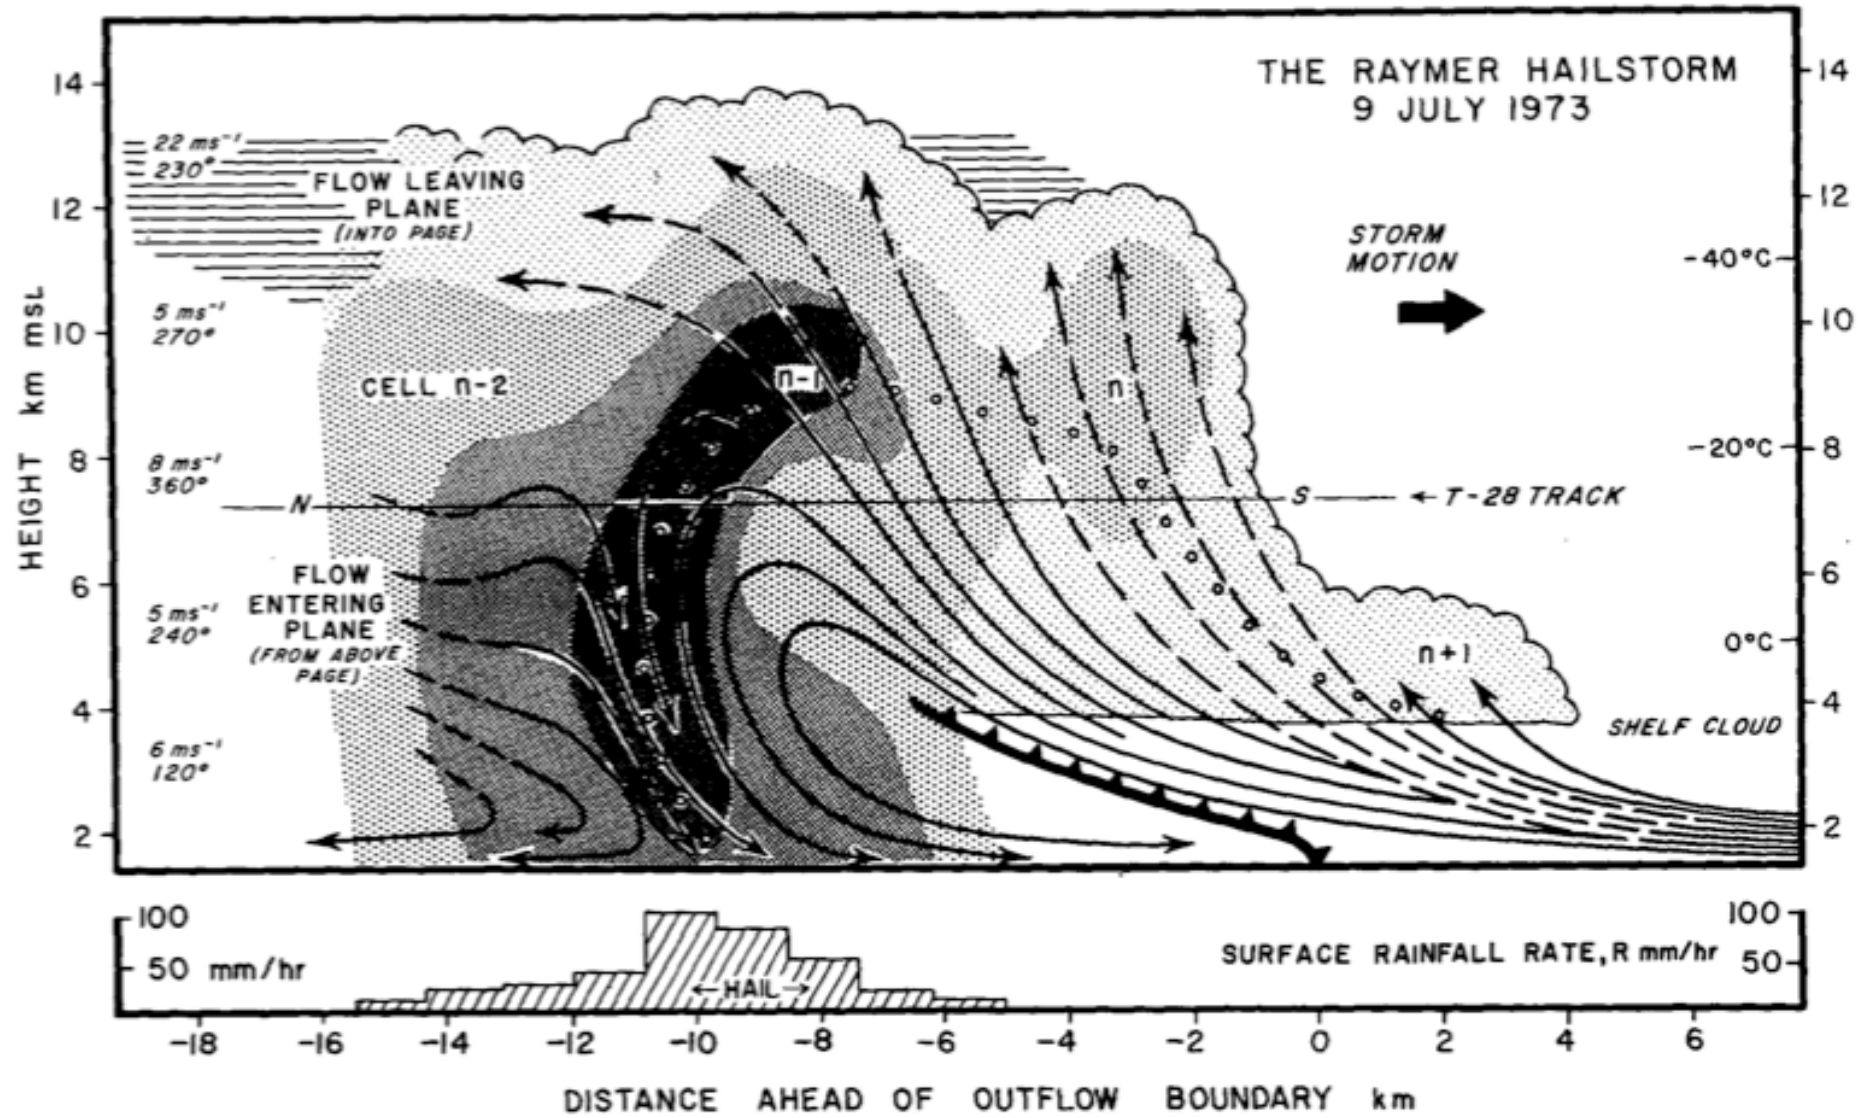 THE RAYMER HAILSTORM
9 JULY 1973
14
12
10
8
6
4
2
HEIGHT km msl
22 ms⁻¹
230°
5 ms⁻¹
270°
8 ms⁻¹
360°
5 ms⁻¹
240°
6 ms⁻¹
120°
FLOW LEAVING
PLANE
(INTO PAGE)
CELL n-2
n-1
n
n+1
N
S
← T-28 TRACK
FLOW
ENTERING
PLANE
(FROM ABOVE
PAGE)
STORM
MOTION
SHELF CLOUD
14
12
-40°C
10
-20°C
8
6
0°C
4
2
100
50 mm/hr
←HAIL→
SURFACE RAINFALL RATE, R mm/hr
100
50
-18 -16 -14 -12 -10 -8 -6 -4 -2 0 2 4 6
DISTANCE AHEAD OF OUTFLOW BOUNDARY km